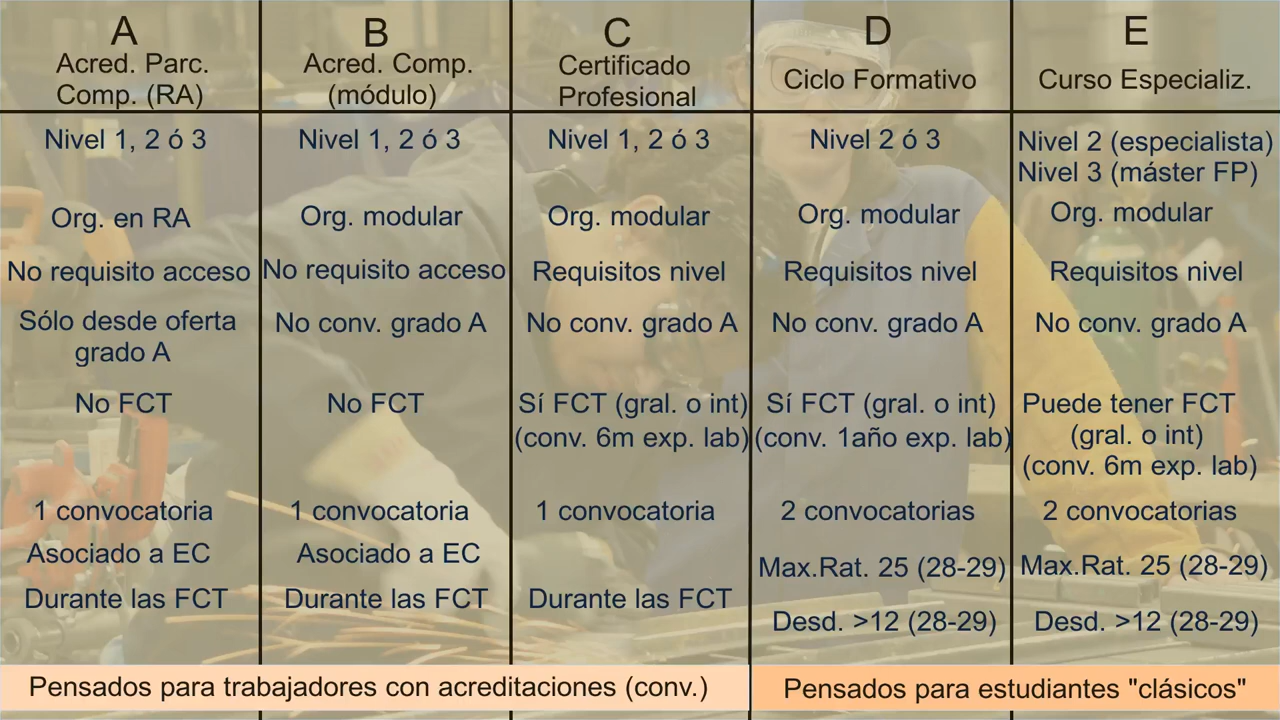 A
Acred. Parc.
Comp. (RA)
Nivel 1, 2 ó 3
Org. en RA
No requisito acceso
Sólo desde oferta
grado A
No FCT
1 convocatoria
Asociado a EC
Durante las FCT
B
Acred. Comp.
(módulo)
Nivel 1, 2 ó 3
Org. modular
No requisito acceso
No conv. grado A
No FCT
1 convocatoria
Asociado a EC
Durante las FCT
C
Certificado
Profesional
Nivel 1, 2 ó 3
Org. modular
Requisitos nivel
No conv. grado A
Sí FCT (gral. o int)
(conv. 6m exp. lab)
1 convocatoria
Durante las FCT
D
Ciclo Formativo
Nivel 2 ó 3
Org. modular
Requisitos nivel
No conv. grado A
Sí FCT (gral. o int)
(conv. 1año exp. lab)
2 convocatorias
Max.Rat. 25 (28-29)
Desd. >12 (28-29)
E
Curso Especializ.
Nivel 2 (especialista)
Nivel 3 (máster FP)
Org. modular
Requisitos nivel
No conv. grado A
Puede tener FCT
(gral. o int)
(conv. 6m exp. lab)
2 convocatorias
Max.Rat. 25 (28-29)
Desd. >12 (28-29)
Pensados para trabajadores con acreditaciones (conv.)
Pensados para estudiantes "clásicos"